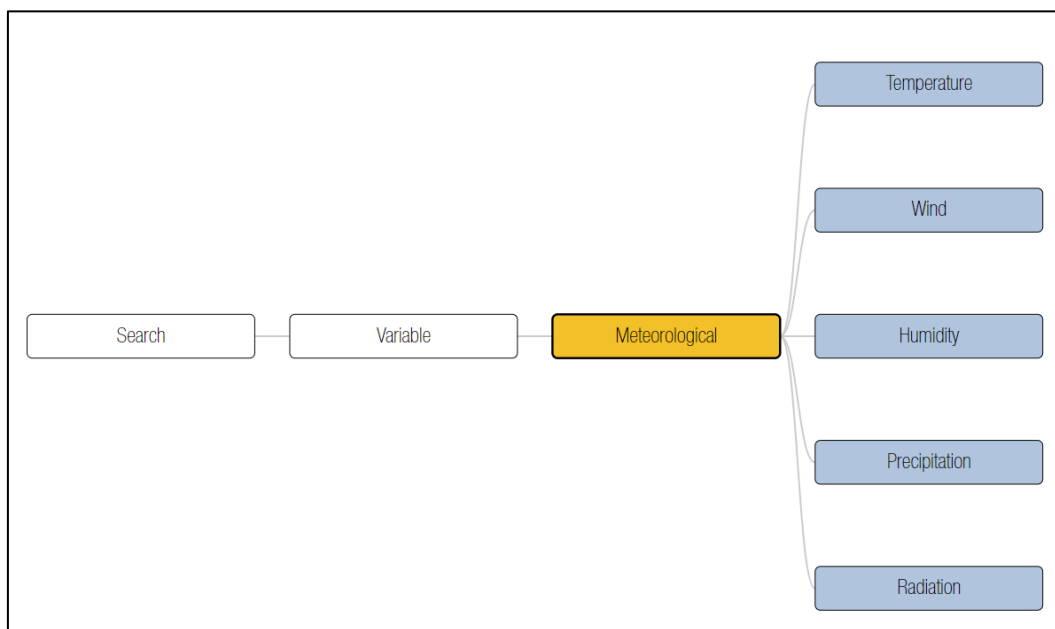 Temperature
Wind
Search
Variable
Meteorological
Humidity
Precipitation
Radiation